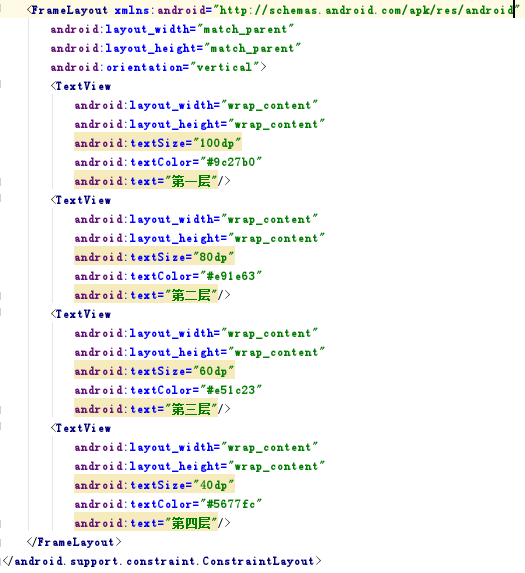 <FrameLayout xmlns:android="http://schemas.android.com/apk/res/android"
android:layout_width="match_parent"
android:layout_height="match_parent"
android:orientation="vertical">
<TextView
android:layout_width="wrap_content"
android:layout_height="wrap_content"
android:textSize="100dp"
android:textColor="#9c27b0"
android:text="第一层"/>
<TextView
android:layout_width="wrap_content"
android:layout_height="wrap_content"
android:textSize="80dp"
android:textColor="#e91e63"
android:text="第二层"/>
<TextView
android:layout_width="wrap_content"
android:layout_height="wrap_content"
android:textSize="60dp"
android:textColor="#e51c23"
android:text="第三层"/>
<TextView
android:layout_width="wrap_content"
android:layout_height="wrap_content"
android:textSize="40dp"
android:textColor="#5677fc"
android:text="第四层"/>
</FrameLayout>
</android.support.constraint.ConstraintLayout>